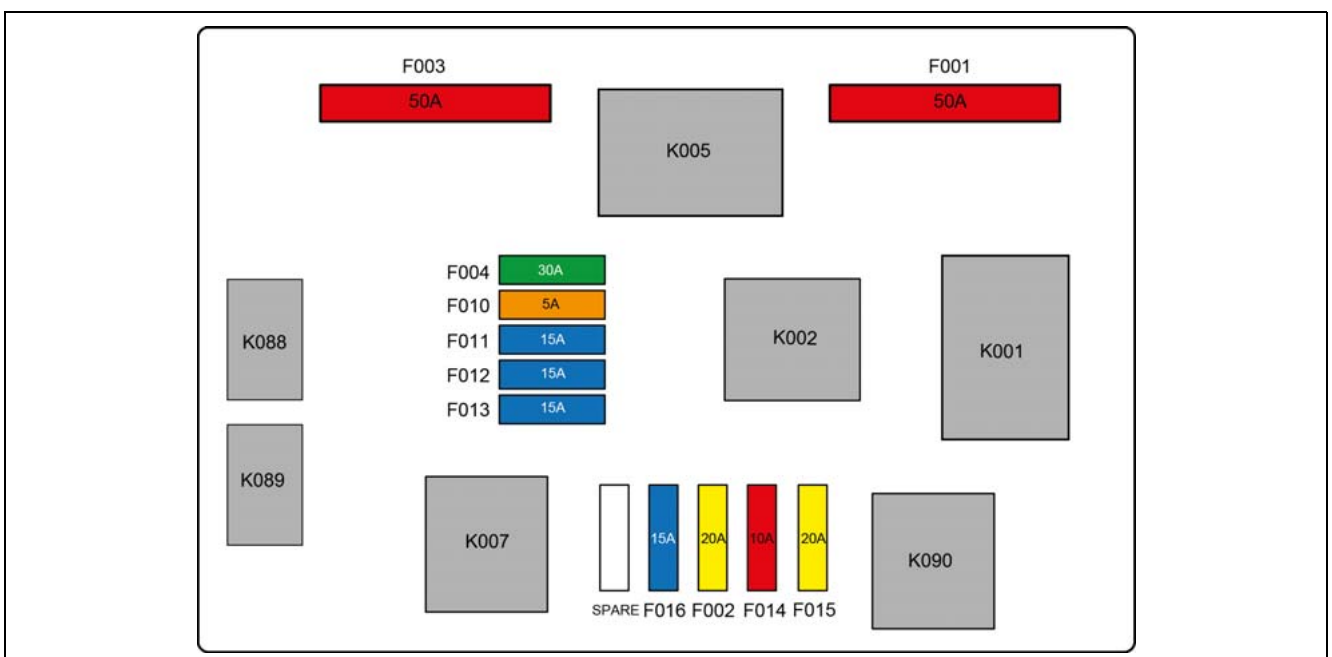 F003
F001
50A
50A
K005
F004 30A
F010 5A
F011 15A
F012 15A
F013 15A
K088
K002
K001
K089
K007
15A 20A 10A 20A
K090
SPARE F016 F002 F014 F015